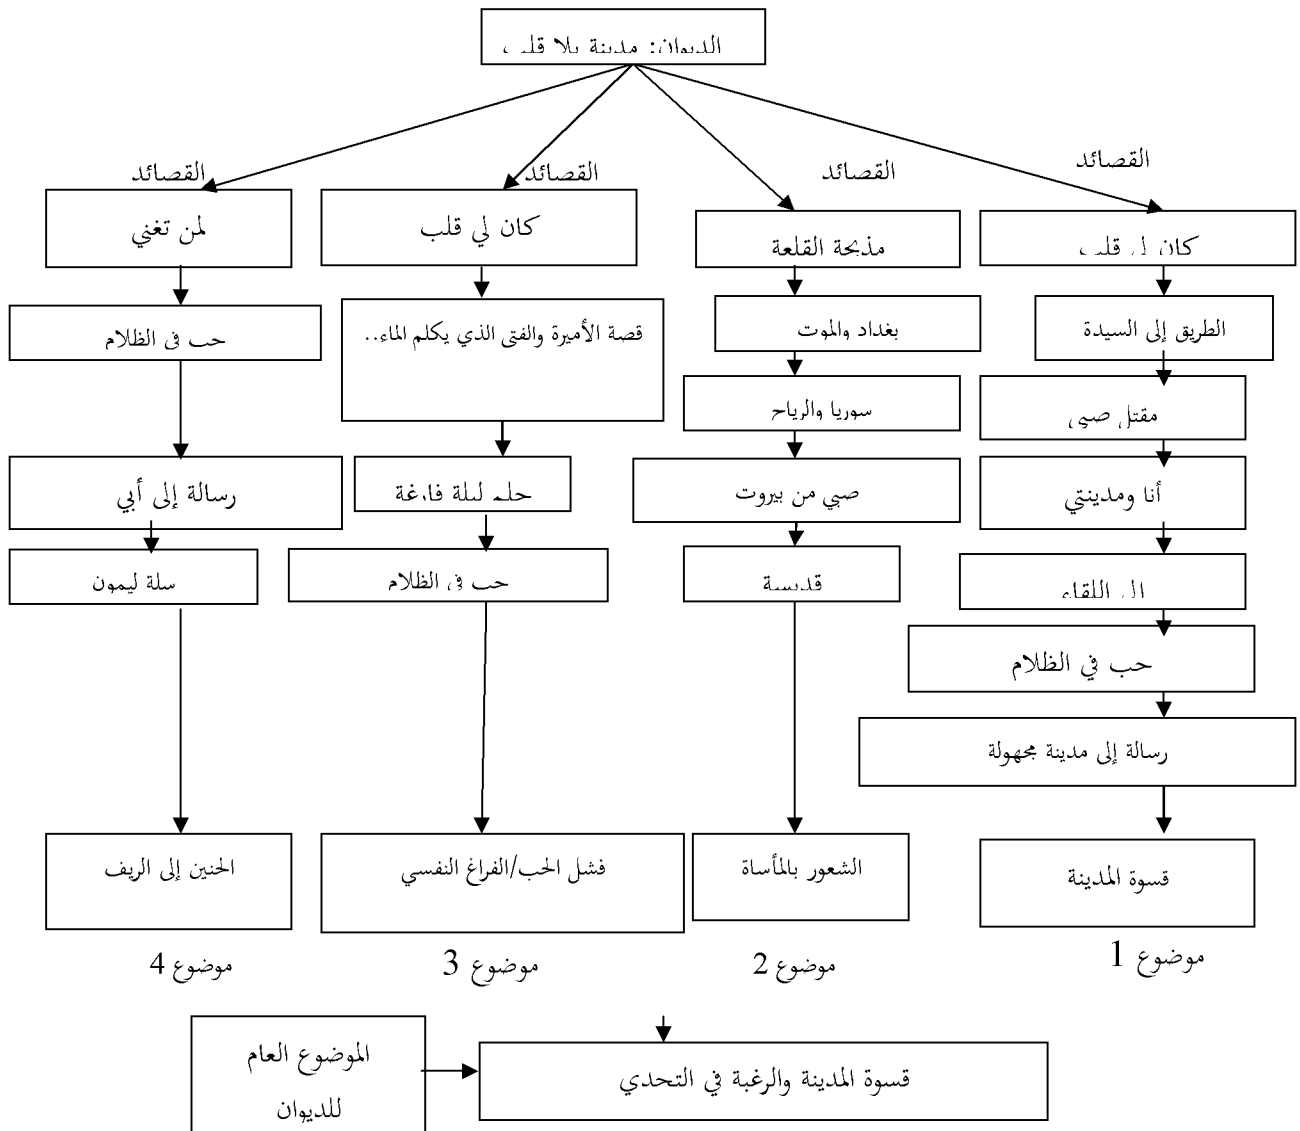 الديوان: مدينة بلا قلب
القصائد
كان لي قلب
الطريق إلى السيدة
مقتل صبي
أنا ومدينتي
إلى اللقاء
حب في الظلام
رسالة إلى مدينة مجهولة
قسوة المدينة
موضوع 1
القصائد
مذبحة القلعة
بغداد والموت
سوريا والرياح
صبي من بيروت
قديسة
الشعور بالمأساة
موضوع 2
القصائد
كان لي قلب
قصة الأميرة والفتى الذي يكلم الماء..
حلم ليلة فارغة
حب في الظلام
فشل الحب/الفراغ النفسي
موضوع 3
القصائد
لمن تغني
حب في الظلام
رسالة إلى أبي
سلة ليمون
الحنين إلى الريف
موضوع 4
الموضوع العام
للديوان
قسوة المدينة والرغبة في التحدي